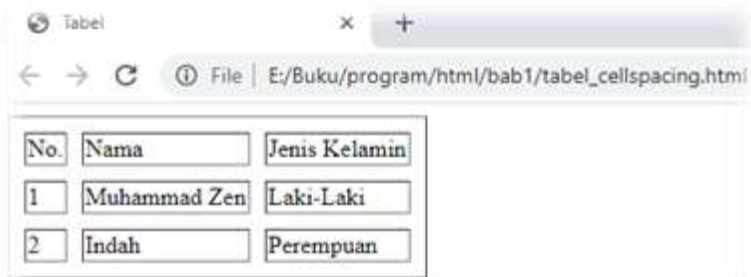 Tabel
File E:/Buku/program/html/bab1/tabel_cellspacing.html
No. Nama Jenis Kelamin
1 Muhammad Zen Laki-Laki
2 Indah Perempuan